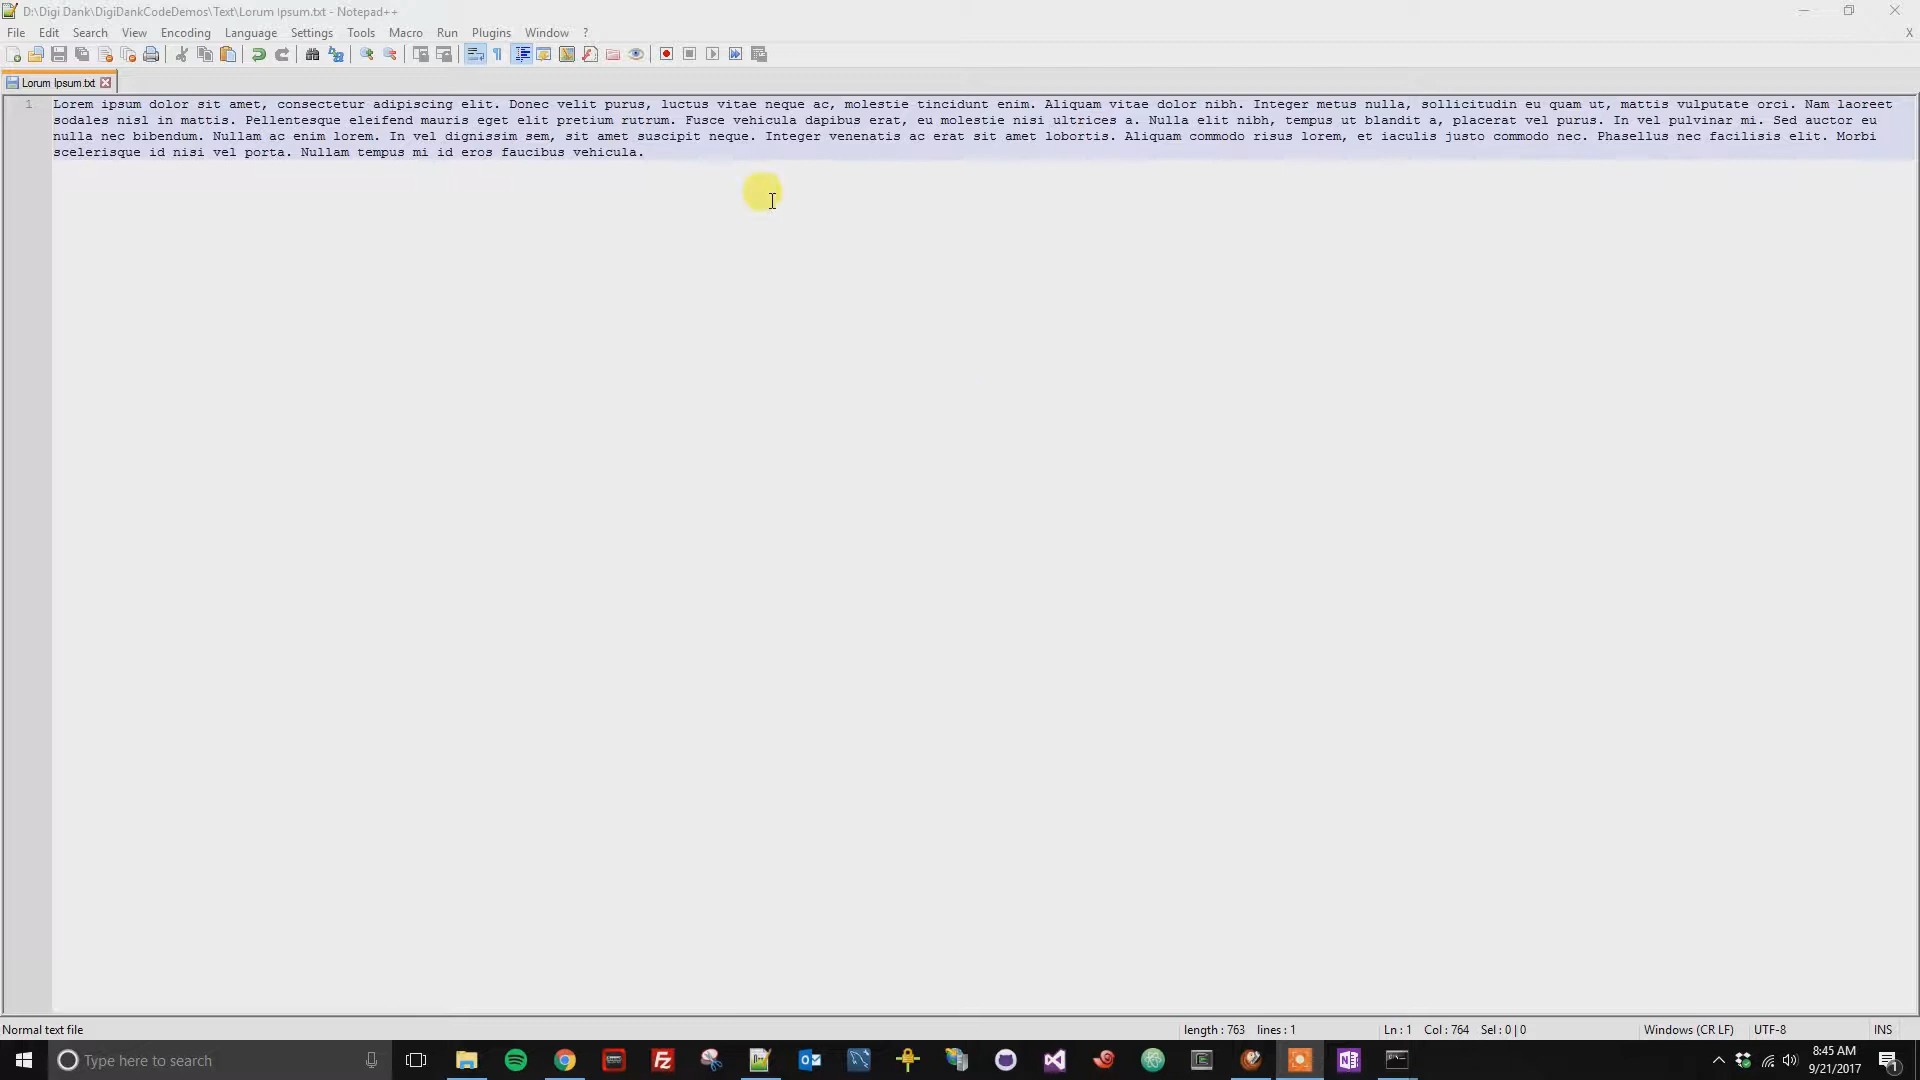 D:\Digi Dank\DigiDankCodeDemos\Text\Lorum Ipsum.txt - Notepad++
File Edit Search View Encoding Language Settings Tools Macro Run Plugins Window ? X
Lorum Ipsum.txt
1 Lorem ipsum dolor sit amet, consectetur adipiscing elit. Donec velit purus, luctus vitae neque ac, molestie tincidunt enim. Aliquam vitae dolor nibh. Integer metus nulla, sollicitudin eu quam ut, mattis vulputate orci. Nam laoreet
sodales nisl in mattis. Pellentesque eleifend mauris eget elit pretium rutrum. Fusce vehicula dapibus erat, eu molestie nisi ultrices a. Nulla elit nibh, tempus ut blandit a, placerat vel purus. In vel pulvinar mi. Sed auctor eu
nulla nec bibendum. Nullam ac enim lorem. In vel dignissim sem, sit amet suscipit neque. Integer venenatis ac erat sit amet lobortis. Aliquam commodo risus lorem, et iaculis justo commodo nec. Phasellus nec facilisis elit. Morbi
scelerisque id nisi vel porta. Nullam tempus mi id eros faucibus vehicula.
Normal text file length : 763 lines : 1 Ln : 1 Col : 764 Sel : 0 | 0 Windows (CR LF) UTF-8 INS
Type here to search
8:45 AM
9/21/2017